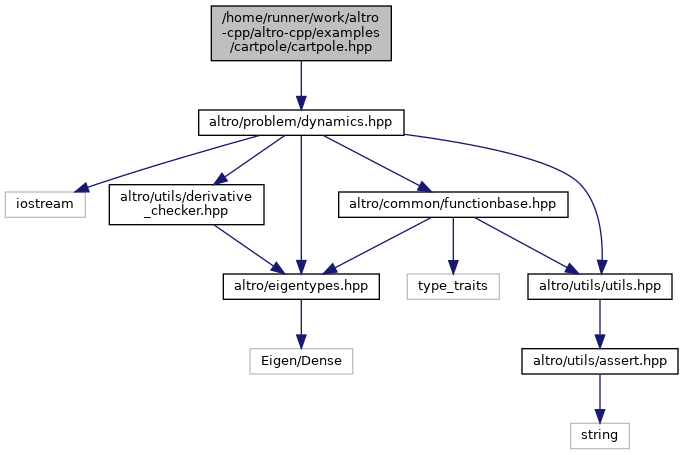 /home/runner/work/altro
-cpp/altro-cpp/examples
/cartpole/cartpole.hpp
altro/problem/dynamics.hpp
iostream
altro/utils/derivative
_checker.hpp
altro/common/functionbase.hpp
altro/eigentypes.hpp
type_traits
altro/utils/utils.hpp
Eigen/Dense
altro/utils/assert.hpp
string